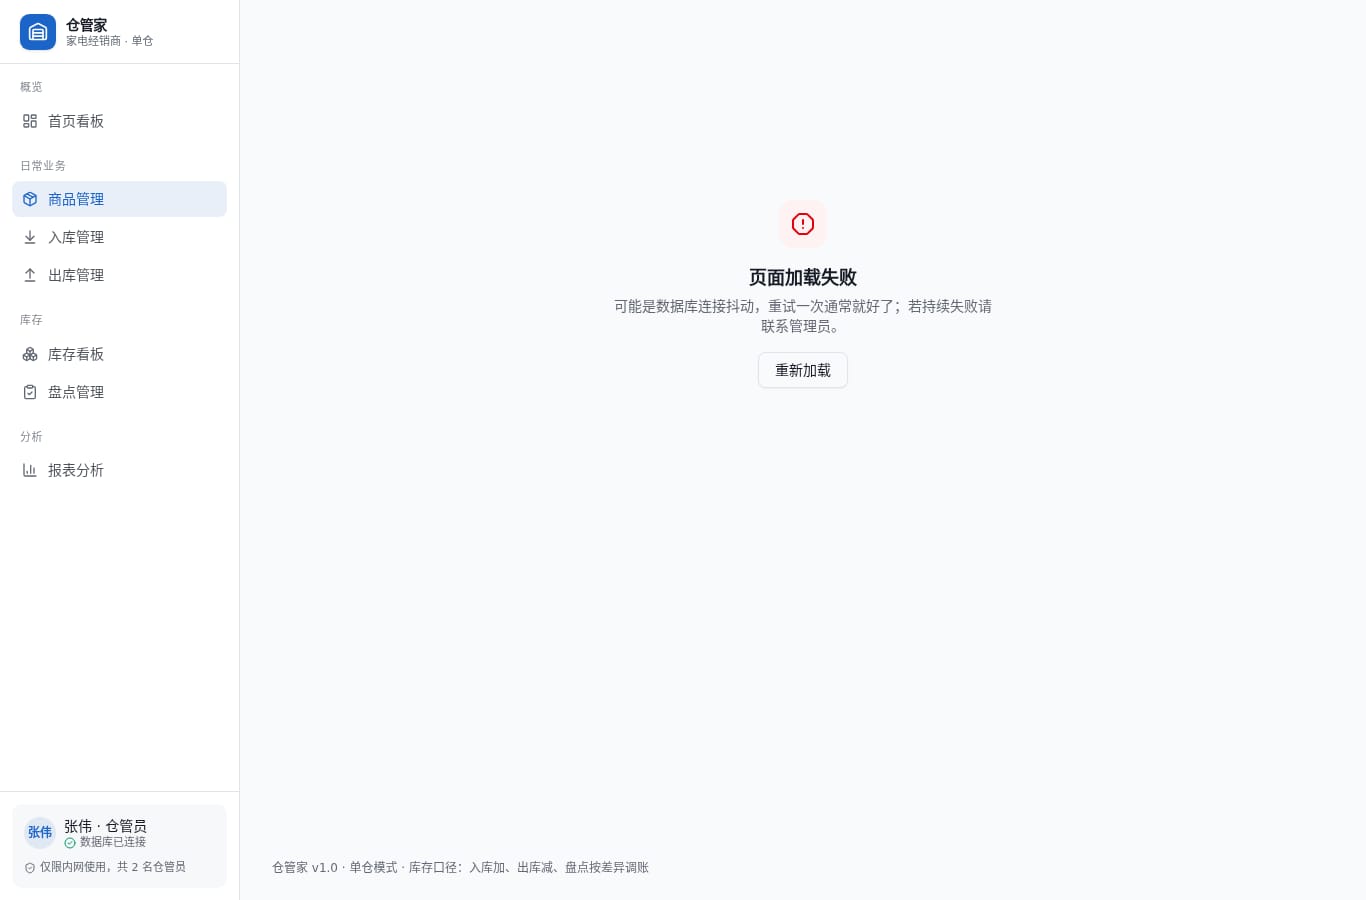 仓管家
家电经销商 · 单仓
概览
首页看板
日常业务
商品管理
入库管理
出库管理
库存
库存看板
盘点管理
分析
报表分析
张伟
张伟 · 仓管员
数据库已连接
仅限内网使用，共 2 名仓管员
页面加载失败
可能是数据库连接抖动，重试一次通常就好了；若持续失败请
联系管理员。
重新加载
仓管家 v1.0 · 单仓模式 · 库存口径：入库加、出库减、盘点按差异调账